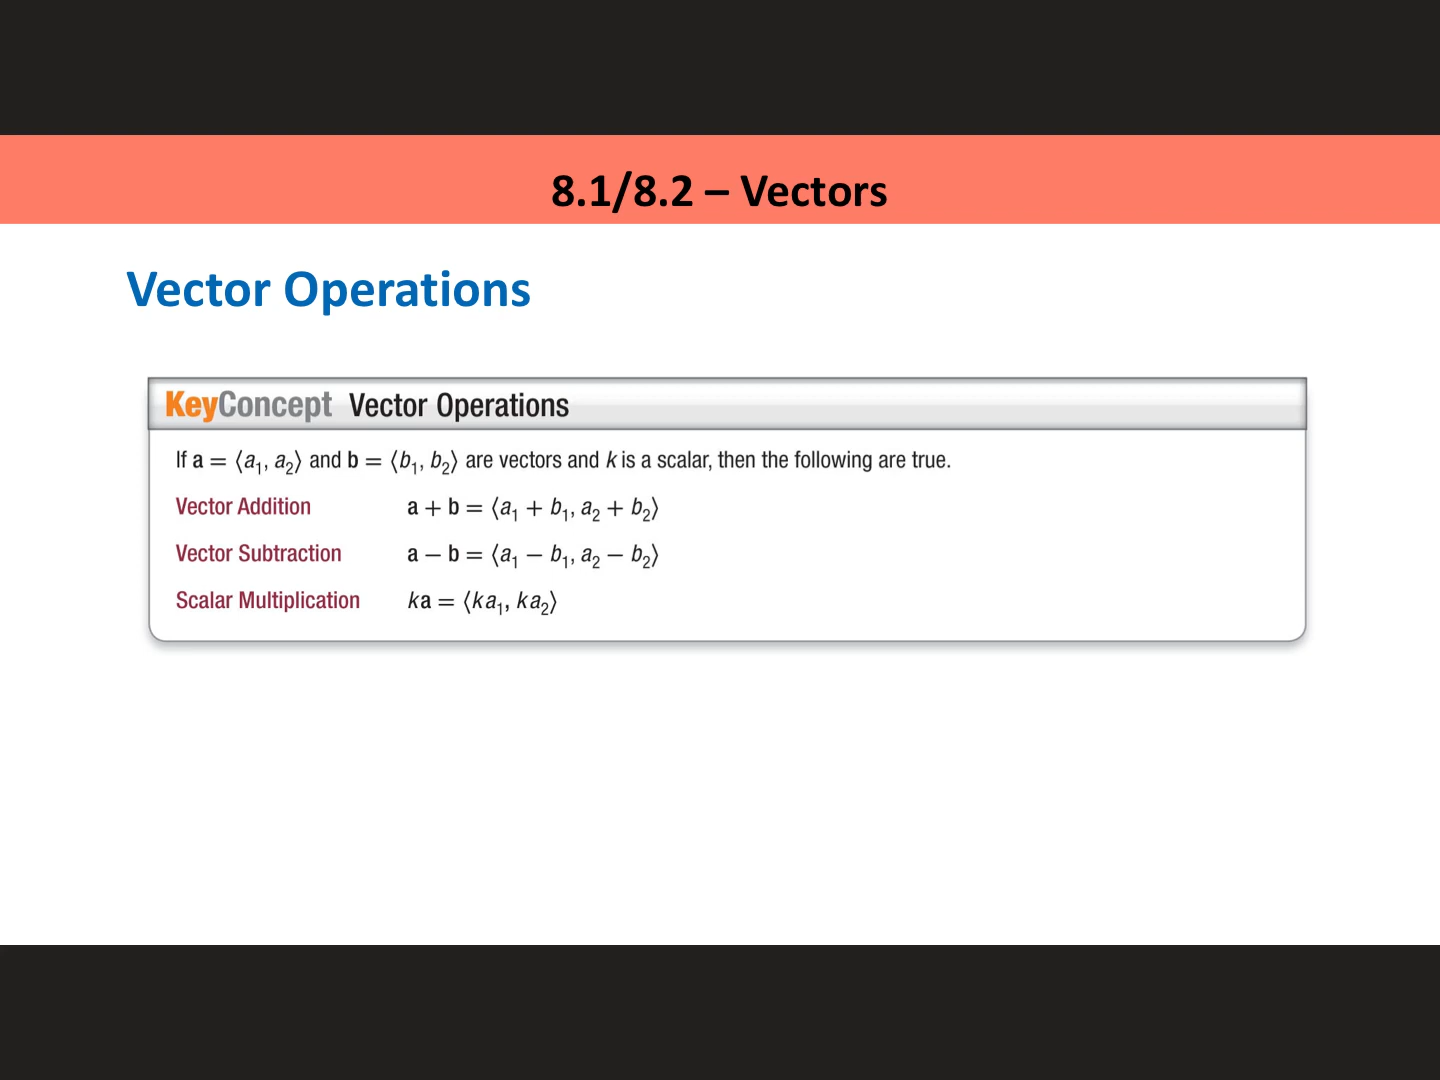 8.1/8.2 – Vectors
Vector Operations
KeyConcept Vector Operations
If a = ⟨a₁, a₂⟩ and b = ⟨b₁, b₂⟩ are vectors and k is a scalar, then the following are true.
Vector Addition a + b = ⟨a₁ + b₁, a₂ + b₂⟩
Vector Subtraction a − b = ⟨a₁ − b₁, a₂ − b₂⟩
Scalar Multiplication ka = ⟨ka₁, ka₂⟩